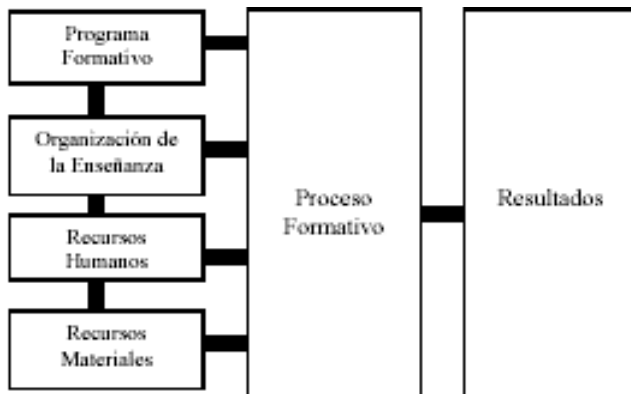 Programa
Formativo
Organización de
la Enseñanza
Recursos
Humanos
Recursos
Materiales
Proceso
Formativo
Resultados